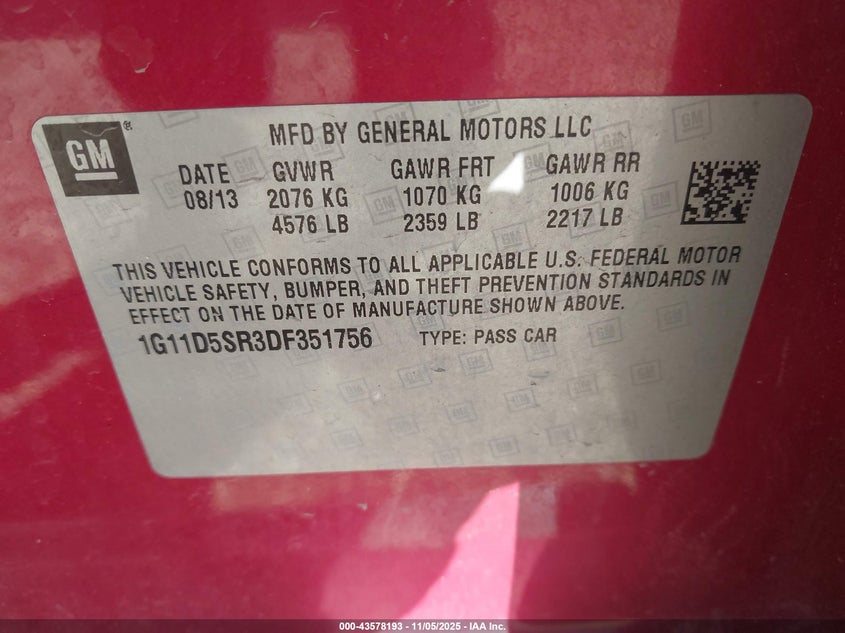 GM®
MFD BY GENERAL MOTORS LLC
DATE GVWR GAWR FRT GAWR RR
08/13 2076 KG 1070 KG 1006 KG
4576 LB 2359 LB 2217 LB
THIS VEHICLE CONFORMS TO ALL APPLICABLE U.S. FEDERAL MOTOR
VEHICLE SAFETY, BUMPER, AND THEFT PREVENTION STANDARDS IN
EFFECT ON THE DATE OF MANUFACTURE SHOWN ABOVE.
1G11D5SR3DF351756 TYPE: PASS CAR
000-43578193 - 11/05/2025 - IAA Inc.